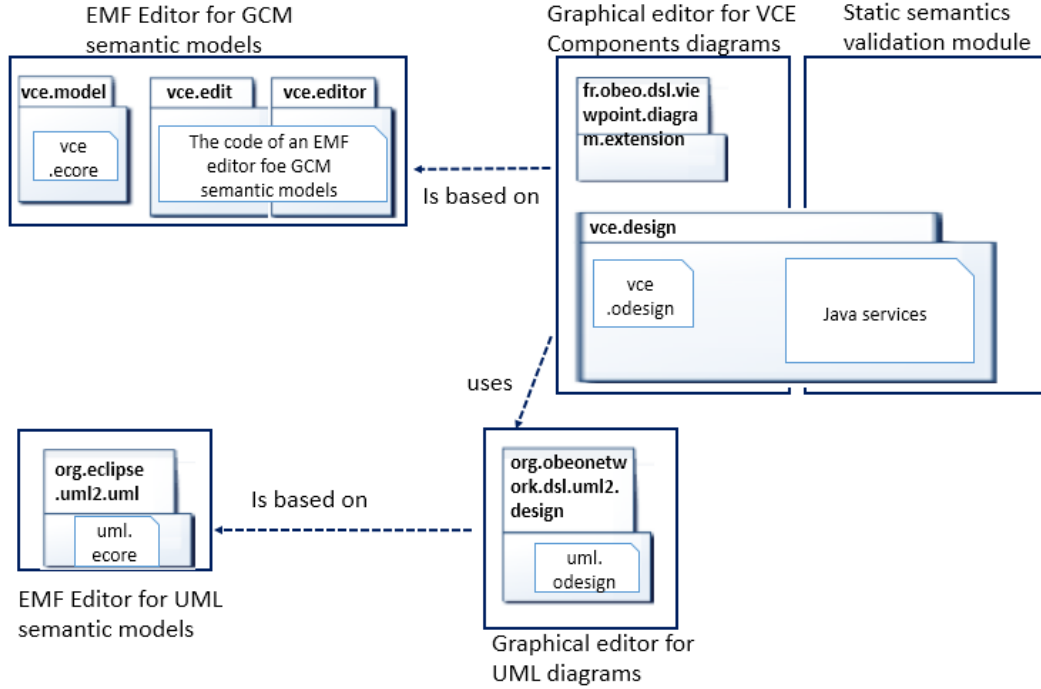 EMF Editor for GCM
semantic models
Graphical editor for VCE
Components diagrams
Static semantics
validation module
vce.model
vce
.ecore
vce.edit
vce.editor
The code of an EMF
editor foe GCM
semantic models
Is based on
fr.obeo.dsl.vie
wpoint.diagra
m.extension
vce.design
vce
.odesign
Java services
uses
org.eclipse
.uml2.uml
uml.
ecore
EMF Editor for UML
semantic models
Is based on
org.obeonetw
ork.dsl.uml2.
design
uml.
odesign
Graphical editor for
UML diagrams